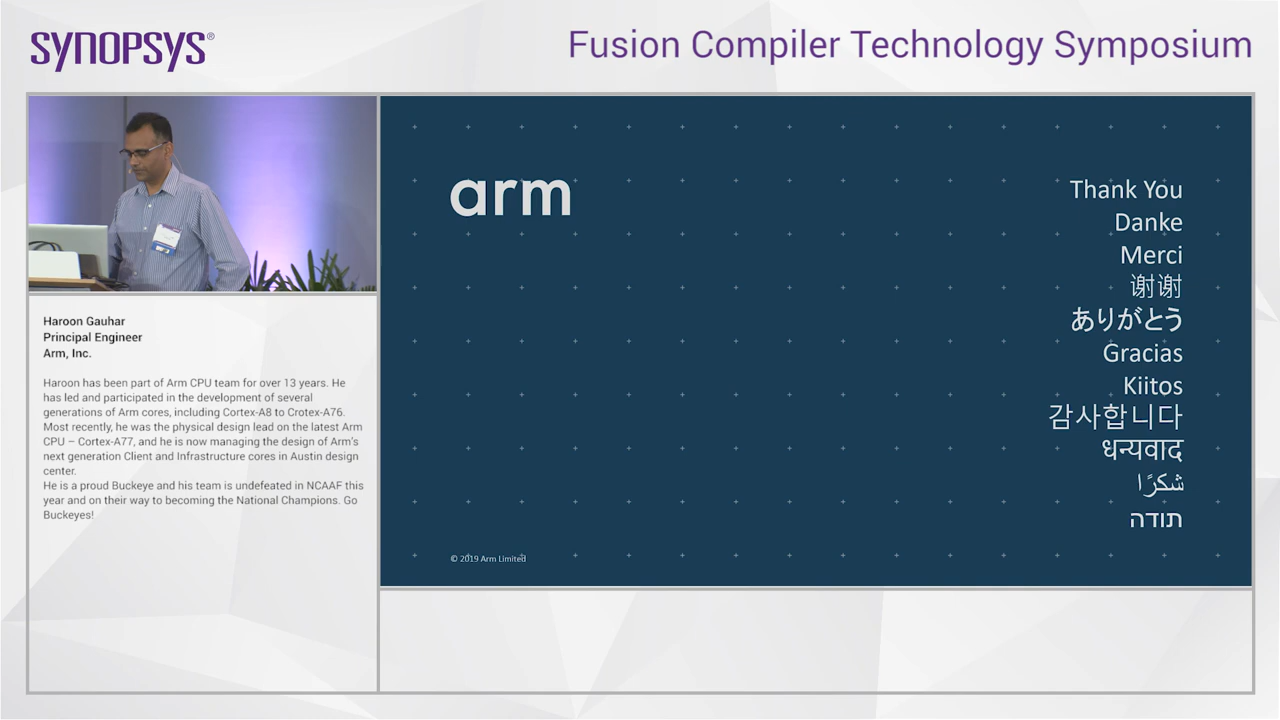 SYNOPSYS®
Fusion Compiler Technology Symposium
Haroon Gauhar
Principal Engineer
Arm, Inc.
Haroon has been part of Arm CPU team for over 13 years. He
has led and participated in the development of several
generations of Arm cores, including Cortex-A8 to Crotex-A76.
Most recently, he was the physical design lead on the latest Arm
CPU – Cortex-A77, and he is now managing the design of Arm's
next generation Client and Infrastructure cores in Austin design
center.
He is a proud Buckeye and his team is undefeated in NCAAF this
year and on their way to becoming the National Champions. Go
Buckeyes!
arm
Thank You
Danke
Merci
谢谢
ありがとう
Gracias
Kiitos
감사합니다
धन्यवाद
شكرًا
תודה
© 2019 Arm Limited